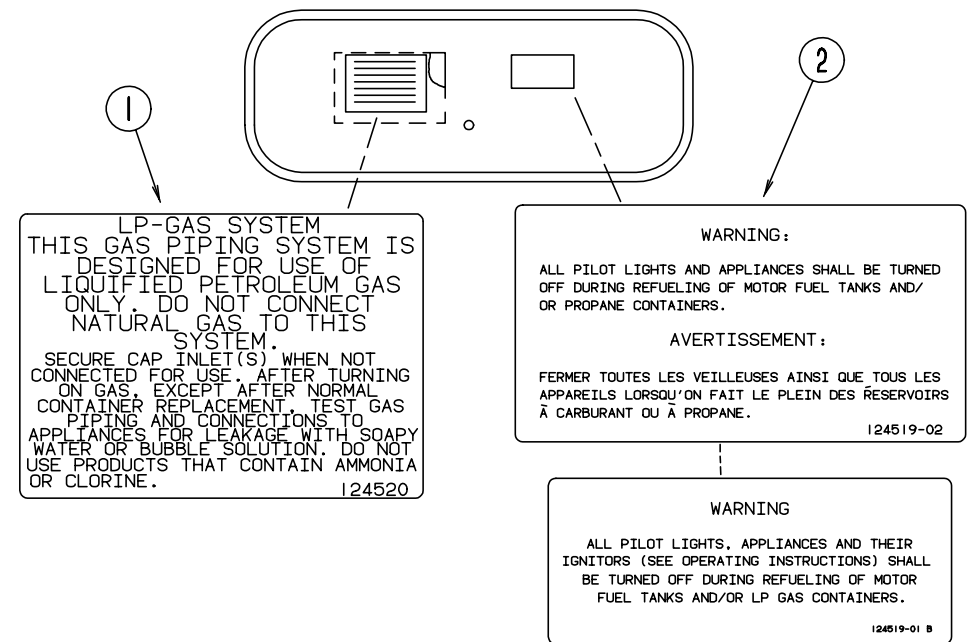 1
2
LP-GAS SYSTEM
THIS GAS PIPING SYSTEM IS
DESIGNED FOR USE OF
LIQUIFIED PETROLEUM GAS
ONLY. DO NOT CONNECT
NATURAL GAS TO THIS
SYSTEM.
SECURE CAP INLET(S) WHEN NOT
CONNECTED FOR USE. AFTER TURNING
ON GAS, EXCEPT AFTER NORMAL
CONTAINER REPLACEMENT, TEST GAS
PIPING AND CONNECTIONS TO
APPLIANCES FOR LEAKAGE WITH SOAPY
WATER OR BUBBLE SOLUTION. DO NOT
USE PRODUCTS THAT CONTAIN AMMONIA
OR CLORINE.
124520
WARNING:
ALL PILOT LIGHTS AND APPLIANCES SHALL BE TURNED
OFF DURING REFUELING OF MOTOR FUEL TANKS AND/
OR PROPANE CONTAINERS.
AVERTISSEMENT:
FERMER TOUTES LES VEILLEUSES AINSI QUE TOUS LES
APPAREILS LORSQU'ON FAIT LE PLEIN DES RESERVOIRS
À CARBURANT OU À PROPANE.
124519-02
WARNING
ALL PILOT LIGHTS, APPLIANCES AND THEIR
IGNITORS (SEE OPERATING INSTRUCTIONS) SHALL
BE TURNED OFF DURING REFUELING OF MOTOR
FUEL TANKS AND/OR LP GAS CONTAINERS.
124519-01 B